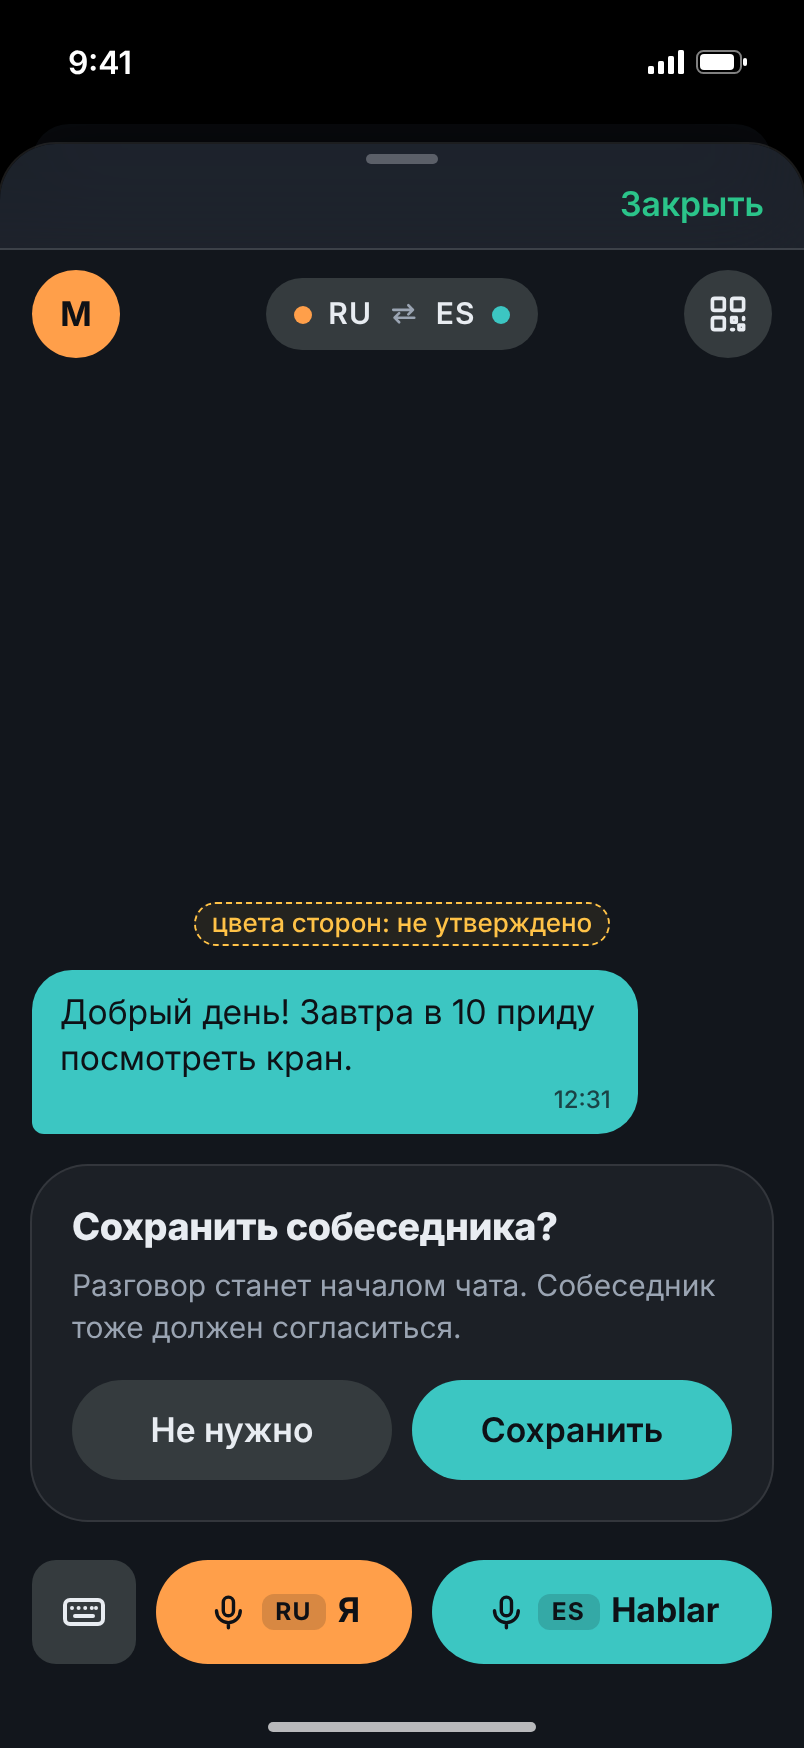 9:41
Закрыть
M
RU ⇄ ES
цвета сторон: не утверждено
Добрый день! Завтра в 10 приду
посмотреть кран.
12:31
Сохранить собеседника?
Разговор станет началом чата. Собеседник
тоже должен согласиться.
Не нужно
Сохранить
RU Я
ES Hablar